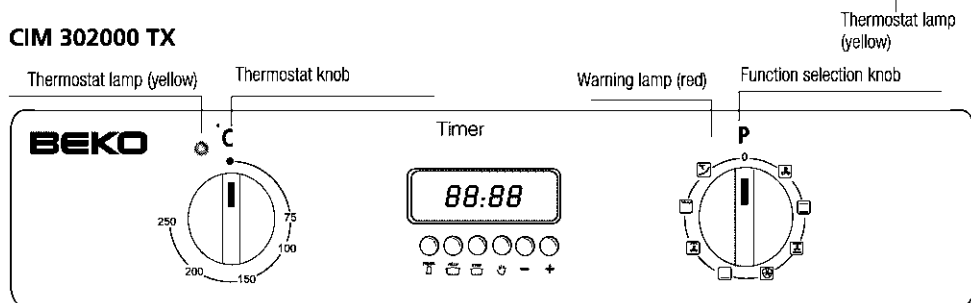 Thermostat lamp
(yellow)
CIM 302000 TX
Thermostat lamp (yellow)
Thermostat knob
Warning lamp (red)
Function selection knob
BEKO
°C
Timer
P
88:88
0
75
100
150
200
250
- +